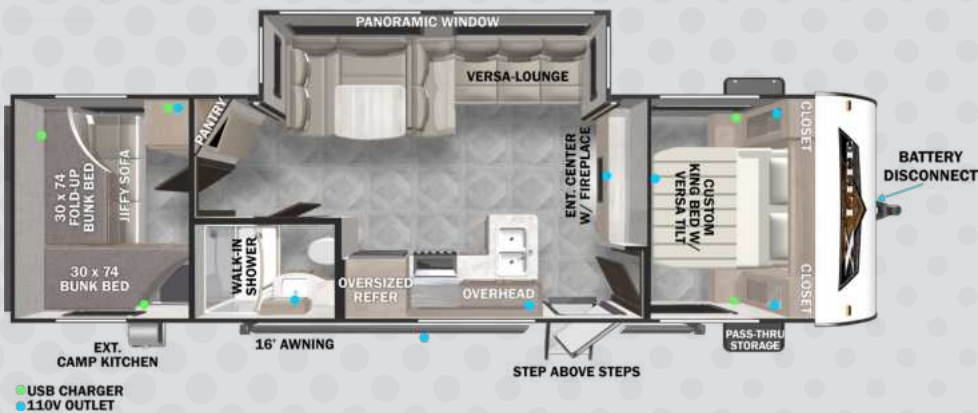 PANORAMIC WINDOW
VERSA-LOUNGE
PANTRY
30 x 74
FOLD-UP
BUNK BED
JIFFY SOFA
30 x 74
BUNK BED
WALK-IN
SHOWER
OVERSIZED
REFER
OVERHEAD
ENT. CENTER
W/ FIREPLACE
CUSTOM
KING BED W/
VERSA TILT
CLOSET
CLOSET
BATTERY
DISCONNECT
PASS-THRU
STORAGE
EXT.
CAMP KITCHEN
16' AWNING
STEP ABOVE STEPS
USB CHARGER
110V OUTLET